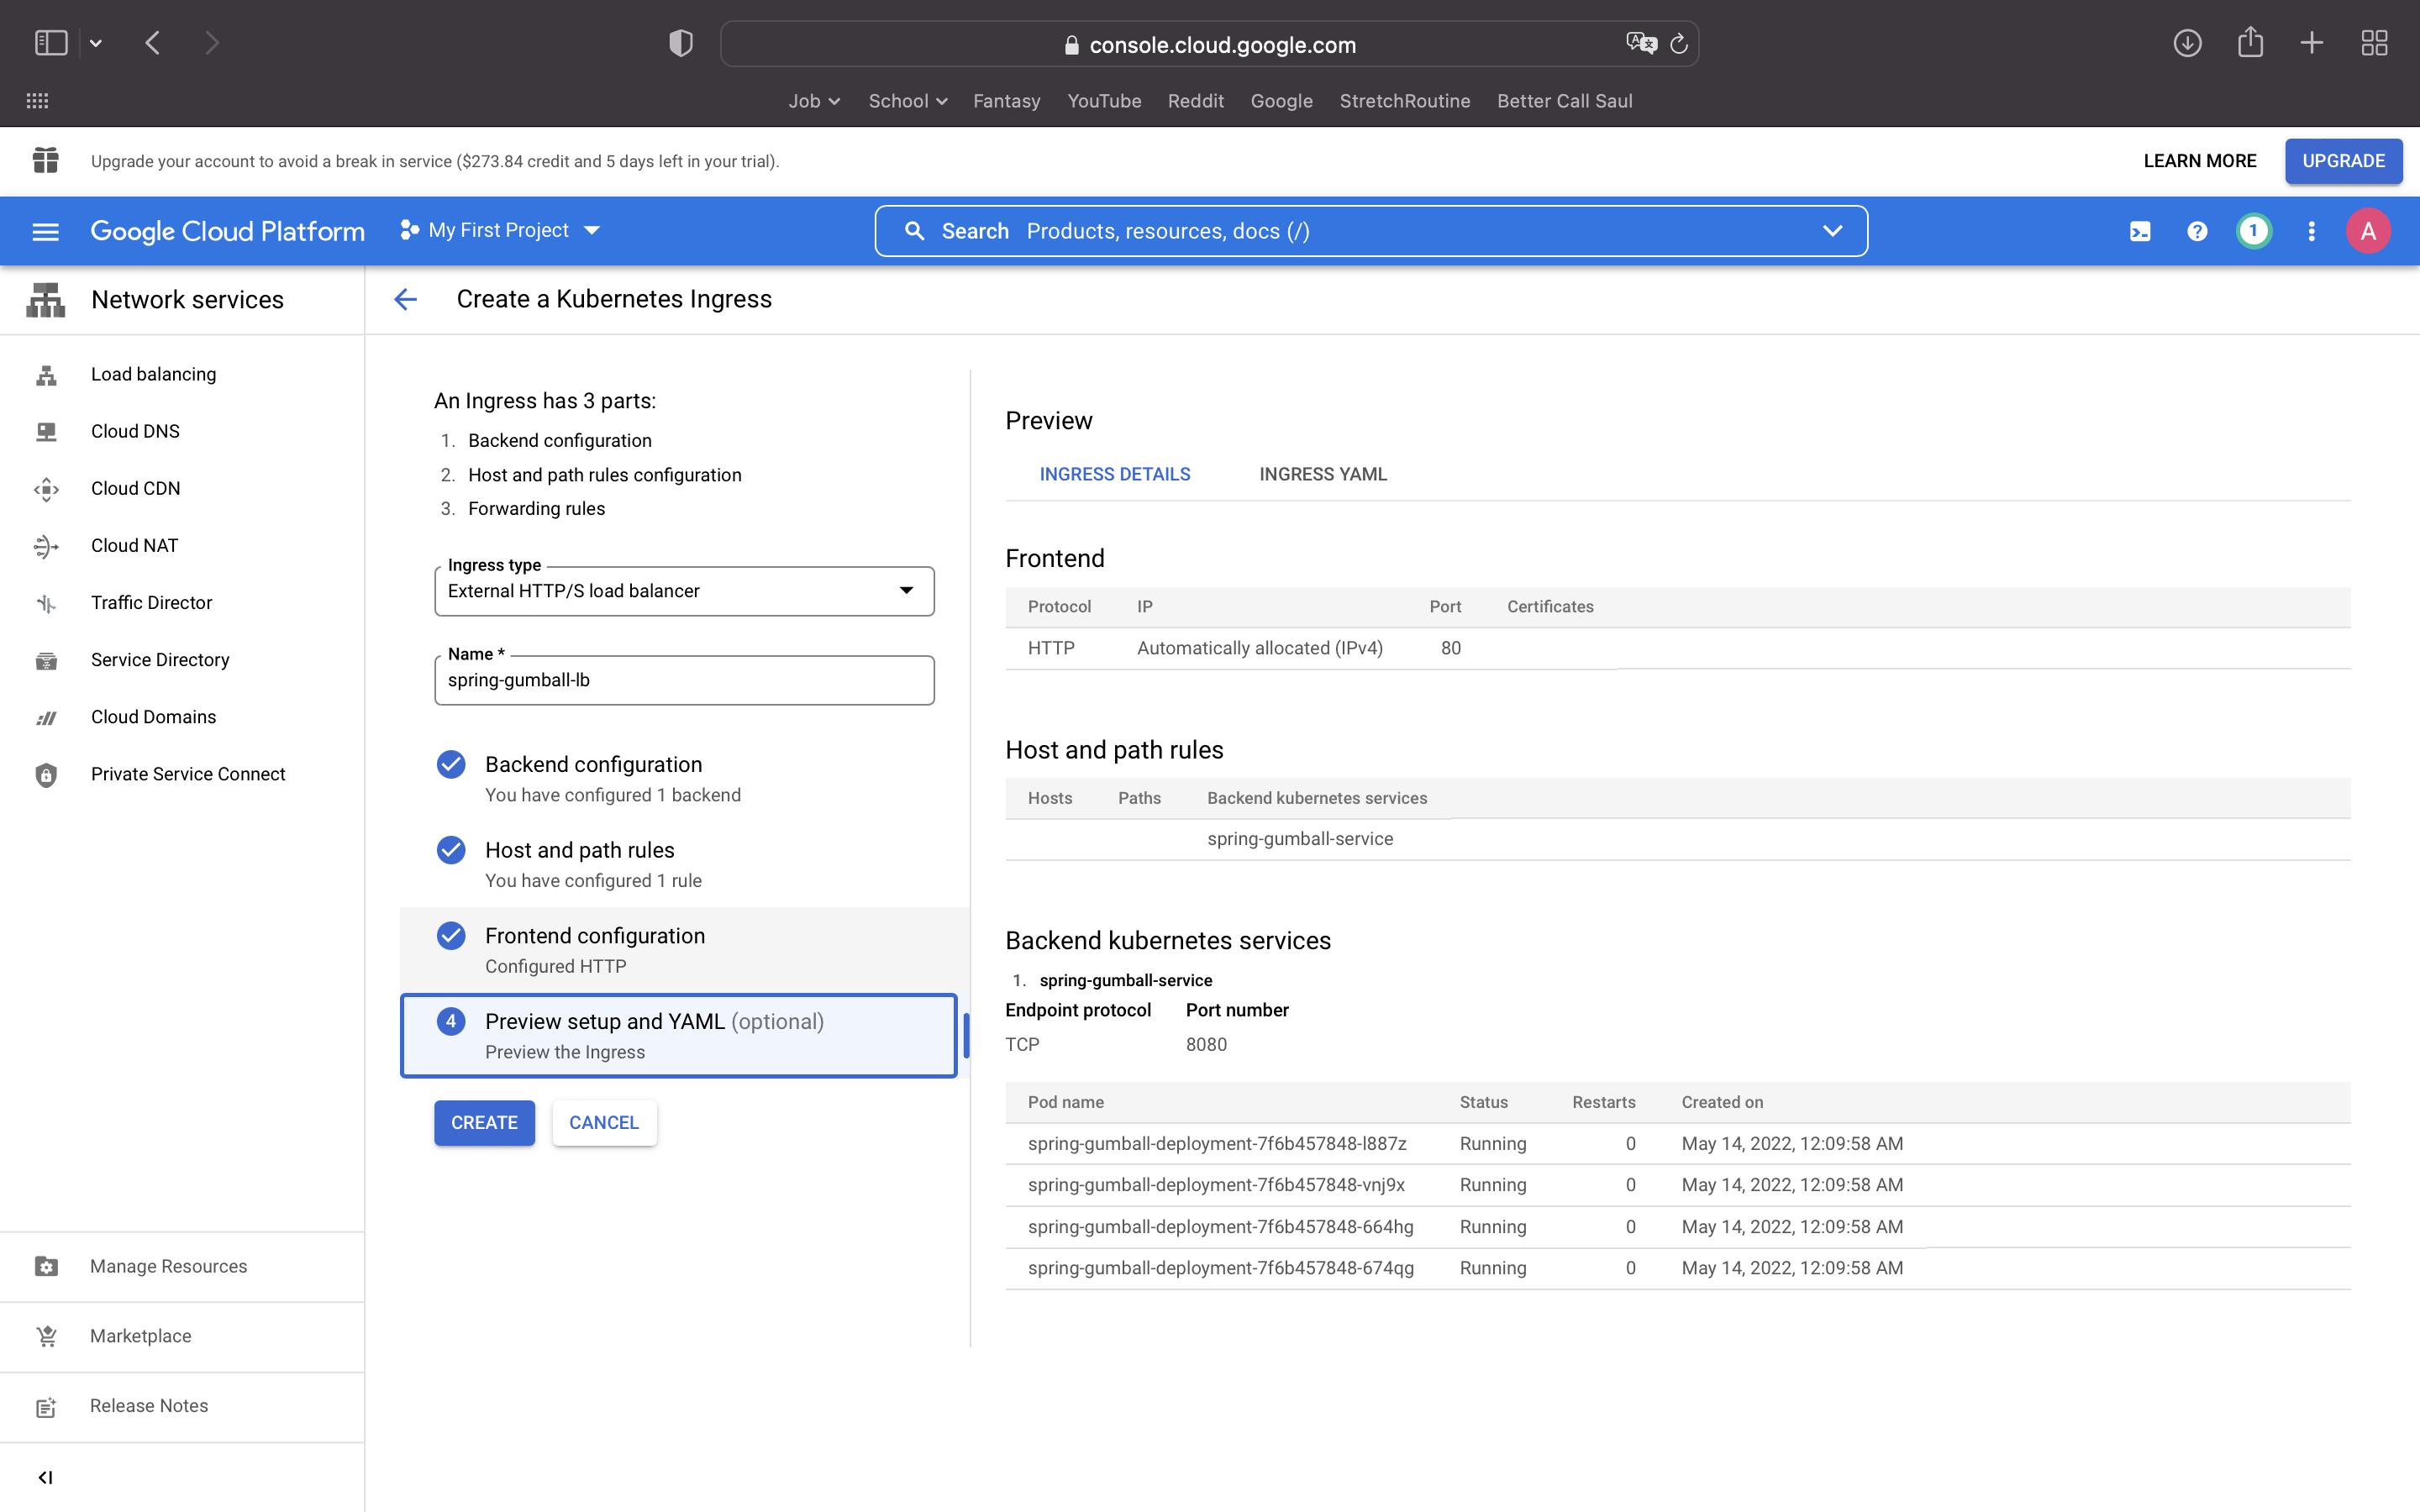 console.cloud.google.com
Job School Fantasy YouTube Reddit Google StretchRoutine Better Call Saul
Upgrade your account to avoid a break in service ($273.84 credit and 5 days left in your trial).
LEARN MORE UPGRADE
Google Cloud Platform My First Project Search Products, resources, docs (/) 1 A
Network services
Load balancing
Cloud DNS
Cloud CDN
Cloud NAT
Traffic Director
Service Directory
Cloud Domains
Private Service Connect
Manage Resources
Marketplace
Release Notes
Create a Kubernetes Ingress
An Ingress has 3 parts:
1. Backend configuration
2. Host and path rules configuration
3. Forwarding rules
Ingress type
External HTTP/S load balancer
Name *
spring-gumball-lb
Backend configuration
You have configured 1 backend
Host and path rules
You have configured 1 rule
Frontend configuration
Configured HTTP
4 Preview setup and YAML (optional)
Preview the Ingress
CREATE CANCEL
Preview
INGRESS DETAILS INGRESS YAML
Frontend
Protocol IP Port Certificates
HTTP Automatically allocated (IPv4) 80
Host and path rules
Hosts Paths Backend kubernetes services
spring-gumball-service
Backend kubernetes services
1. spring-gumball-service
Endpoint protocol Port number
TCP 8080
Pod name Status Restarts Created on
spring-gumball-deployment-7f6b457848-l887z Running 0 May 14, 2022, 12:09:58 AM
spring-gumball-deployment-7f6b457848-vnj9x Running 0 May 14, 2022, 12:09:58 AM
spring-gumball-deployment-7f6b457848-664hg Running 0 May 14, 2022, 12:09:58 AM
spring-gumball-deployment-7f6b457848-674qg Running 0 May 14, 2022, 12:09:58 AM